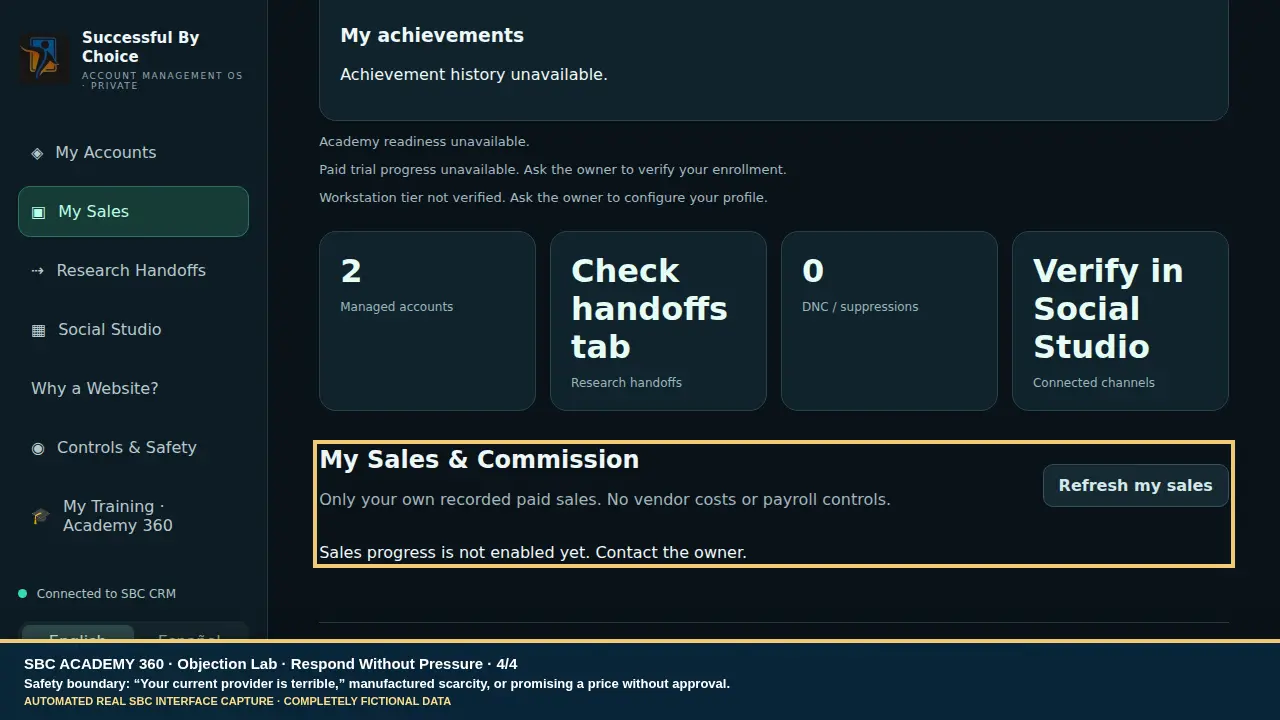 Successful By
Choice
ACCOUNT MANAGEMENT OS
· PRIVATE
My Accounts
My Sales
Research Handoffs
Social Studio
Why a Website?
Controls & Safety
My Training ·
Academy 360
Connected to SBC CRM
English Español
My achievements
Achievement history unavailable.
Academy readiness unavailable.
Paid trial progress unavailable. Ask the owner to verify your enrollment.
Workstation tier not verified. Ask the owner to configure your profile.
2
Managed accounts
Check
handoffs
tab
Research handoffs
0
DNC / suppressions
Verify in
Social
Studio
Connected channels
My Sales & Commission
Only your own recorded paid sales. No vendor costs or payroll controls.
Refresh my sales
Sales progress is not enabled yet. Contact the owner.
SBC ACADEMY 360 · Objection Lab · Respond Without Pressure · 4/4
Safety boundary: “Your current provider is terrible,” manufactured scarcity, or promising a price without approval.
AUTOMATED REAL SBC INTERFACE CAPTURE · COMPLETELY FICTIONAL DATA